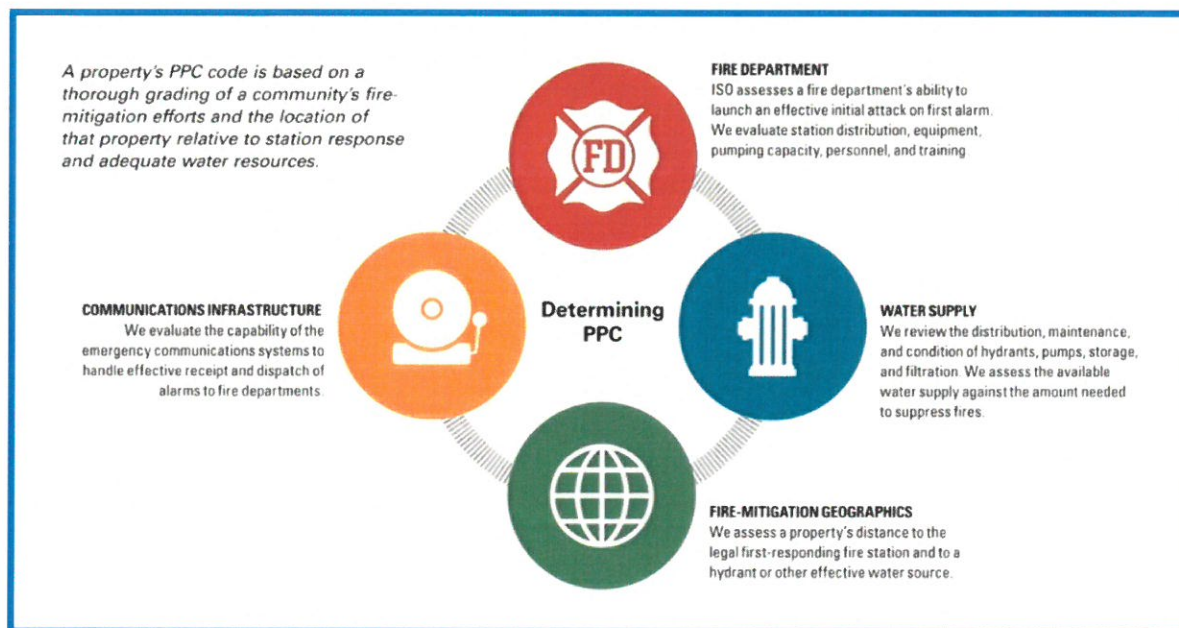 A property's PPC code is based on a
thorough grading of a community's fire-
mitigation efforts and the location of
that property relative to station response
and adequate water resources.
FIRE DEPARTMENT
ISO assesses a fire department's ability to
launch an effective initial attack on first alarm.
We evaluate station distribution, equipment,
pumping capacity, personnel, and training.
FD
COMMUNICATIONS INFRASTRUCTURE
We evaluate the capability of the
emergency communications systems to
handle effective receipt and dispatch of
alarms to fire departments.
Determining
PPC
WATER SUPPLY
We review the distribution, maintenance,
and condition of hydrants, pumps, storage,
and filtration. We assess the available
water supply against the amount needed
to suppress fires.
FIRE-MITIGATION GEOGRAPHICS
We assess a property's distance to the
legal first-responding fire station and to a
hydrant or other effective water source.